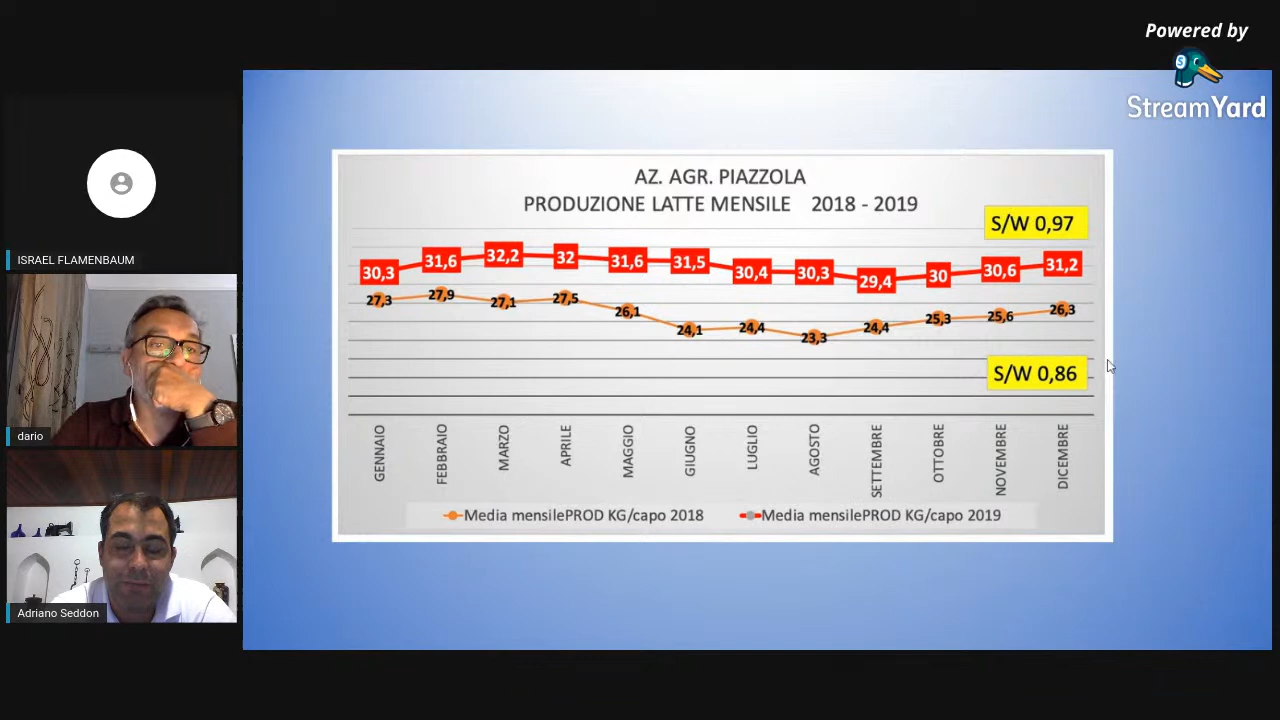 Powered by
StreamYard
ISRAEL FLAMENBAUM
dario
Adriano Seddon
AZ. AGR. PIAZZOLA
PRODUZIONE LATTE MENSILE 2018 - 2019
S/W 0,97
30,3 31,6 32,2 32 31,6 31,5 30,4 30,3 29,4 30 30,6 31,2
27,3 27,9 27,1 27,5 26,1 24,1 24,4 23,3 24,4 25,3 25,6 26,3
S/W 0,86
GENNAIO FEBBRAIO MARZO APRILE MAGGIO GIUGNO LUGLIO AGOSTO SETTEMBRE OTTOBRE NOVEMBRE DICEMBRE
Media mensilePROD KG/capo 2018 Media mensilePROD KG/capo 2019